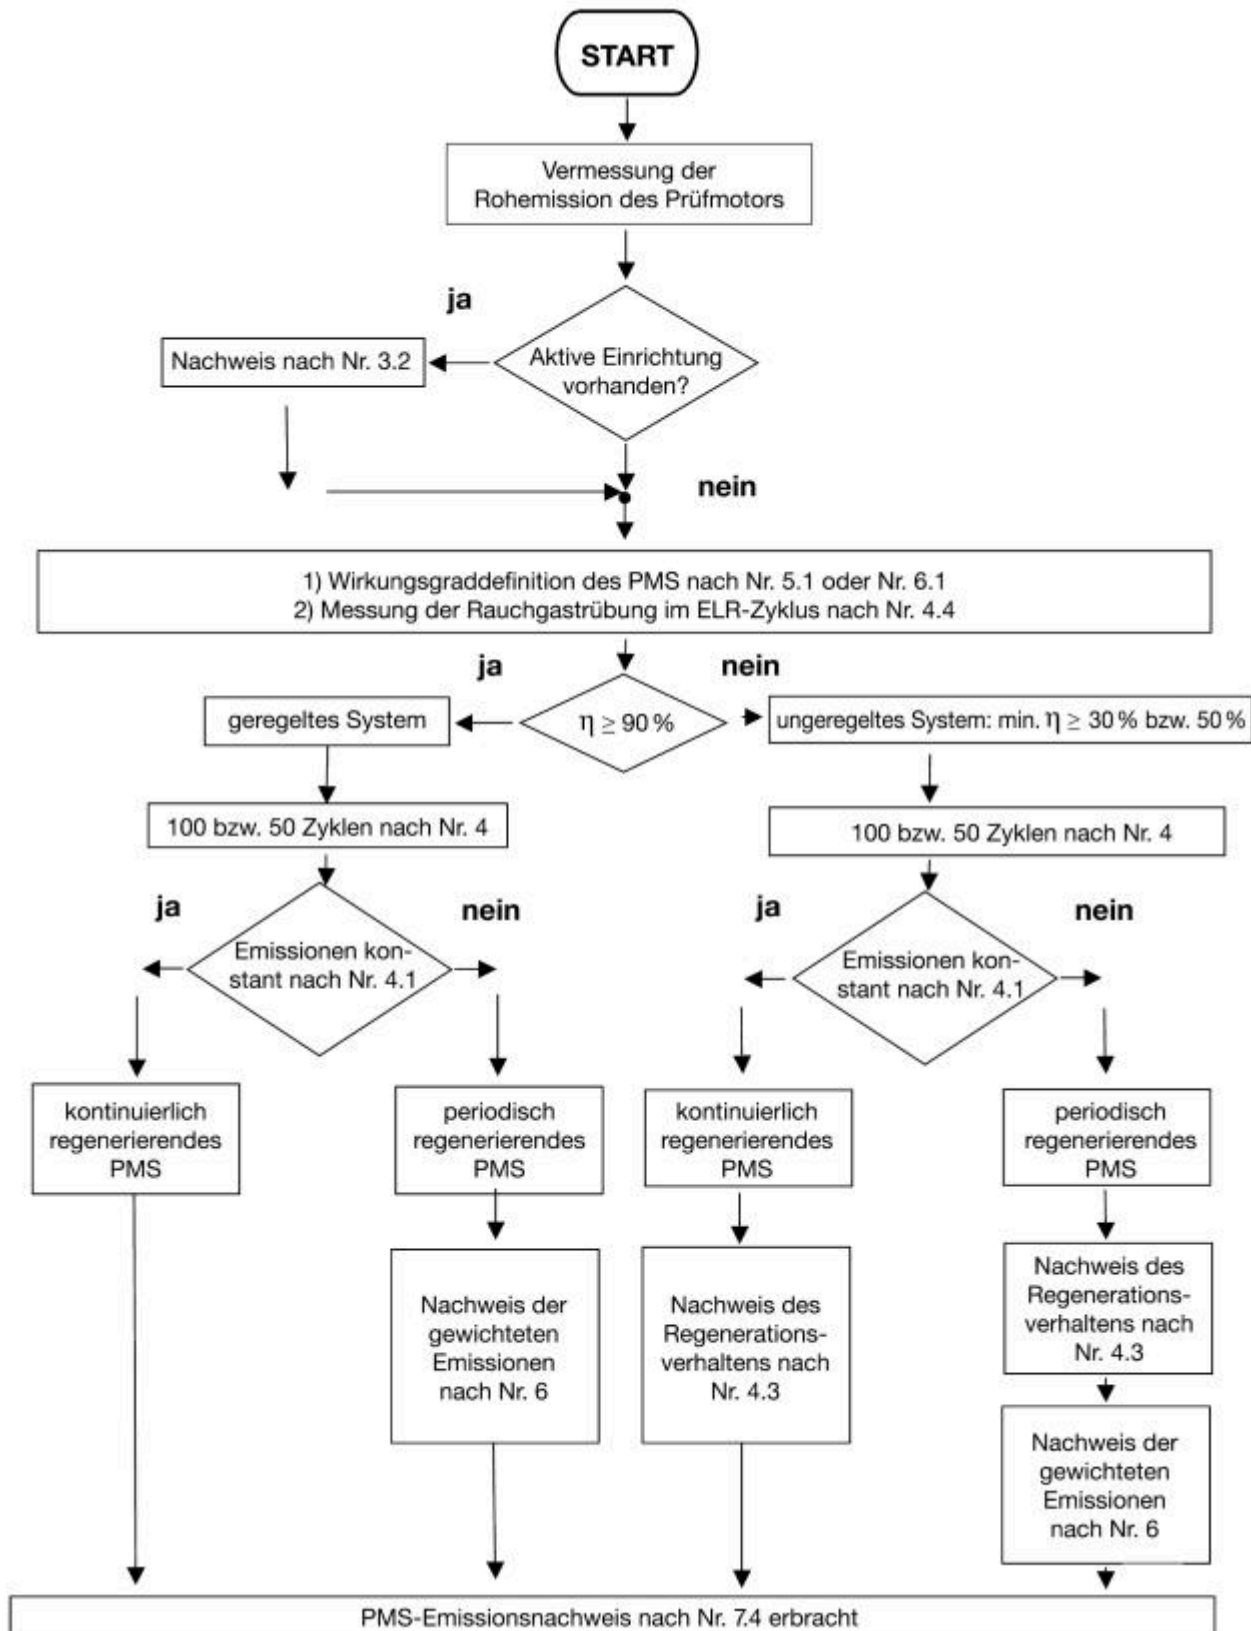 START
Vermessung der
Rohemission des Prüfmotors
ja
Aktive Einrichtung
vorhanden?
Nachweis nach Nr. 3.2
nein
1) Wirkungsgraddefinition des PMS nach Nr. 5.1 oder Nr. 6.1
2) Messung der Rauchgastrübung im ELR-Zyklus nach Nr. 4.4
ja
nein
geregeltes System
η ≥ 90 %
ungeregeltes System: min. η ≥ 30 % bzw. 50 %
100 bzw. 50 Zyklen nach Nr. 4
100 bzw. 50 Zyklen nach Nr. 4
ja
nein
ja
nein
Emissionen kon-
stant nach Nr. 4.1
Emissionen kon-
stant nach Nr. 4.1
kontinuierlich
regenerierendes
PMS
periodisch
regenerierendes
PMS
kontinuierlich
regenerierendes
PMS
periodisch
regenerierendes
PMS
Nachweis der
gewichteten
Emissionen
nach Nr. 6
Nachweis des
Regenerations-
verhaltens nach
Nr. 4.3
Nachweis des
Regenerations-
verhaltens nach
Nr. 4.3
Nachweis der
gewichteten
Emissionen
nach Nr. 6
PMS-Emissionsnachweis nach Nr. 7.4 erbracht